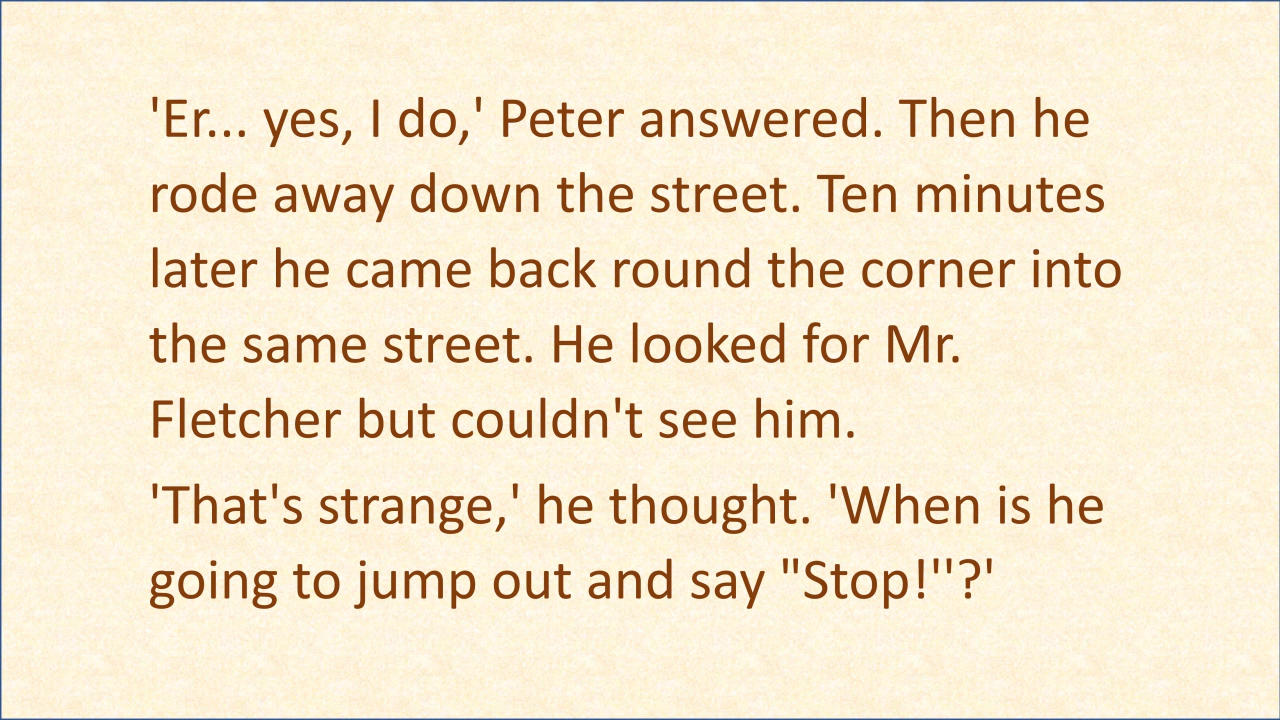 'Er... yes, I do,' Peter answered. Then he
rode away down the street. Ten minutes
later he came back round the corner into
the same street. He looked for Mr.
Fletcher but couldn't see him.
'That's strange,' he thought. 'When is he
going to jump out and say "Stop!''?'